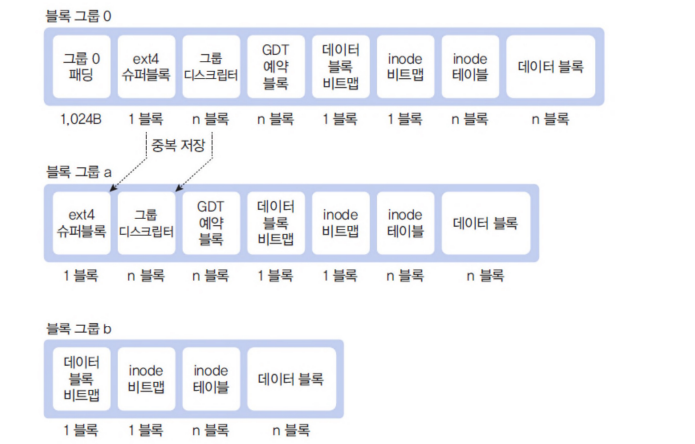 블록 그룹 0
그룹 0
패딩
ext4
슈퍼블록
그룹
디스크립터
GDT
예약
블록
데이터
블록
비트맵
inode
비트맵
inode
테이블
데이터 블록
1,024B
1 블록
n 블록
n 블록
1 블록
1 블록
n 블록
n 블록
중복 저장
블록 그룹 a
ext4
슈퍼블록
그룹
디스크립터
GDT
예약
블록
데이터
블록
비트맵
inode
비트맵
inode
테이블
데이터 블록
1 블록
n 블록
n 블록
1 블록
1 블록
n 블록
n 블록
블록 그룹 b
데이터
블록
비트맵
inode
비트맵
inode
테이블
데이터 블록
1 블록
1 블록
n 블록
n 블록